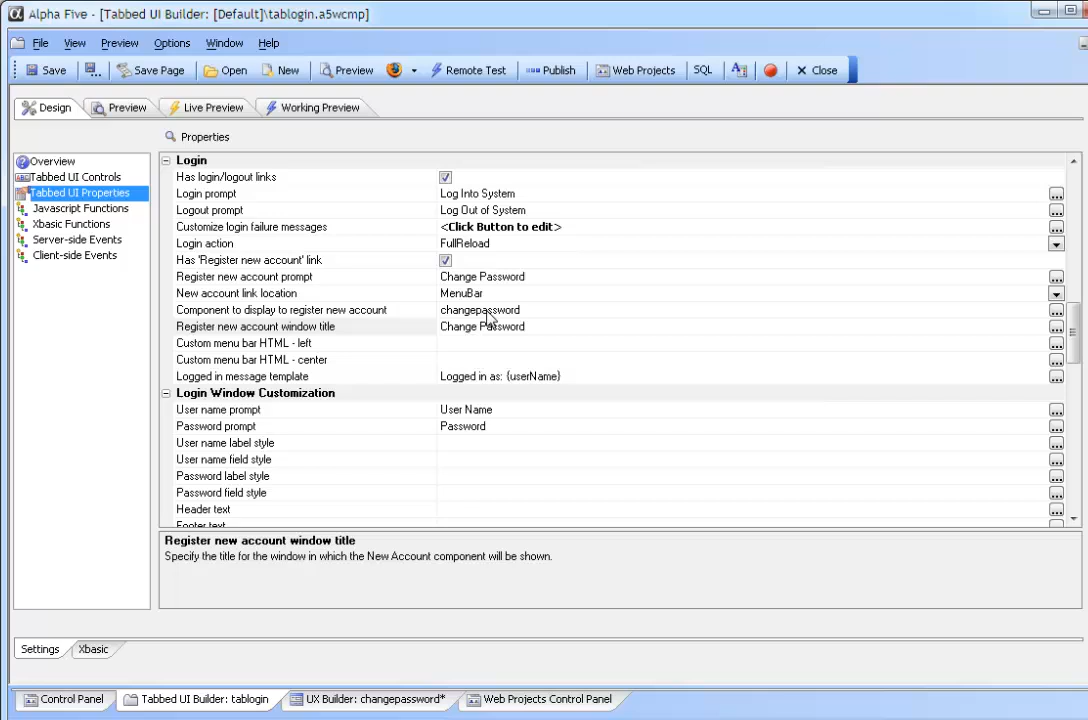 Alpha Five - [Tabbed UI Builder: [Default]\tablogin.a5wcmp]
File View Preview Options Window Help
Save Save Page Open New Preview Remote Test Publish Web Projects SQL Close
Design Preview Live Preview Working Preview
Properties
Overview
Tabbed UI Controls
Tabbed UI Properties
Javascript Functions
Xbasic Functions
Server-side Events
Client-side Events
Login
Has login/logout links
Login prompt Log Into System
Logout prompt Log Out of System
Customize login failure messages <Click Button to edit>
Login action FullReload
Has 'Register new account' link
Register new account prompt Change Password
New account link location MenuBar
Component to display to register new account changepassword
Register new account window title Change Password
Custom menu bar HTML - left
Custom menu bar HTML - center
Logged in message template Logged in as: {userName}
Login Window Customization
User name prompt User Name
Password prompt Password
User name label style
User name field style
Password label style
Password field style
Header text
Footer text
Register new account window title
Specify the title for the window in which the New Account component will be shown.
Settings Xbasic
Control Panel Tabbed UI Builder: tablogin UX Builder: changepassword* Web Projects Control Panel